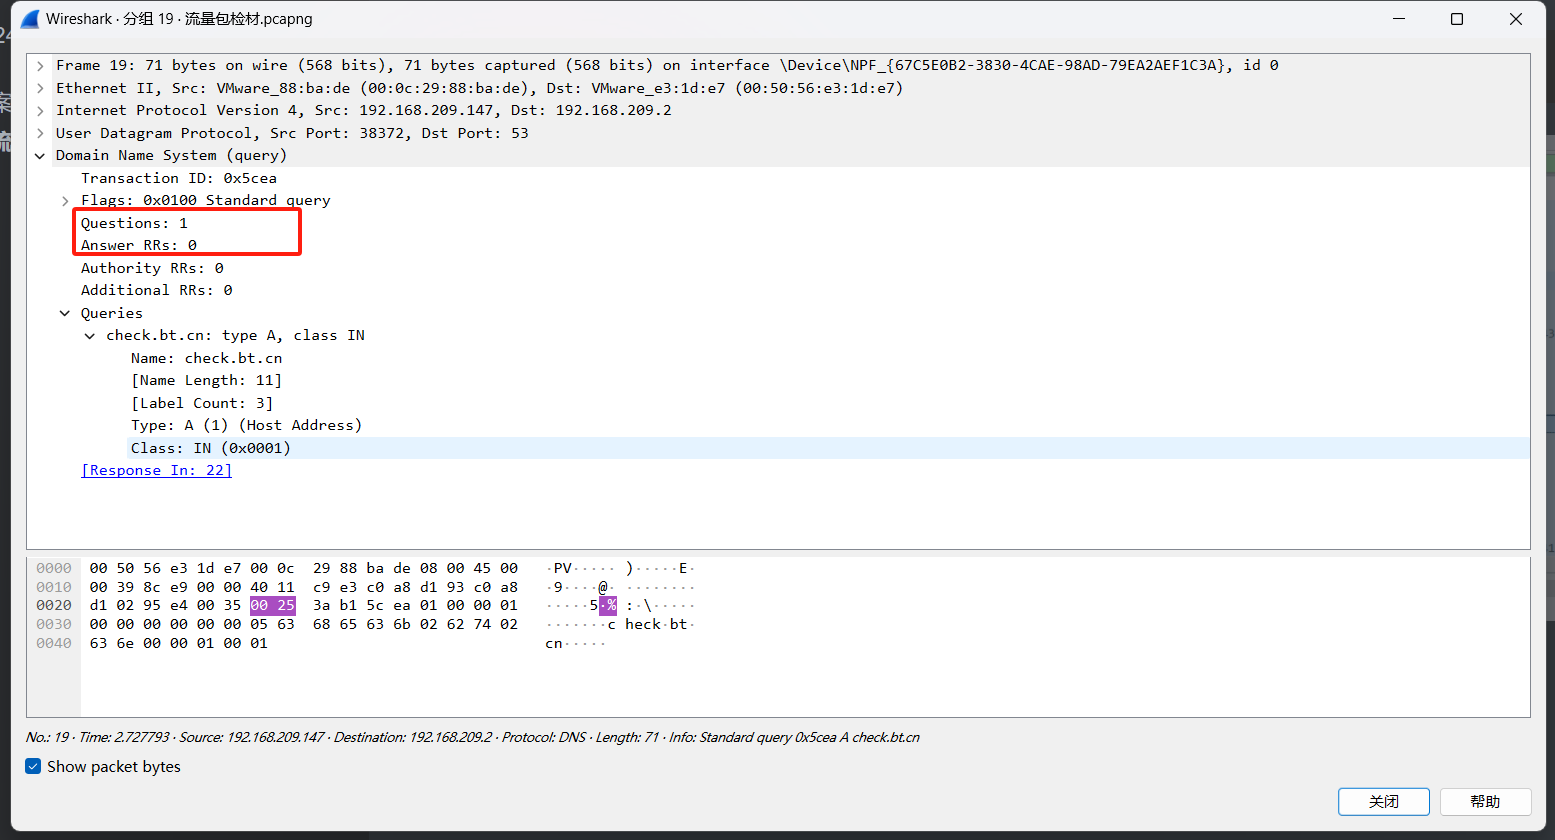 Wireshark · 分组 19 · 流量包检材.pcapng
Frame 19: 71 bytes on wire (568 bits), 71 bytes captured (568 bits) on interface \Device\NPF_{67C5E0B2-3830-4CAE-98AD-79EA2AEF1C3A}, id 0
Ethernet II, Src: VMware_88:ba:de (00:0c:29:88:ba:de), Dst: VMware_e3:1d:e7 (00:50:56:e3:1d:e7)
Internet Protocol Version 4, Src: 192.168.209.147, Dst: 192.168.209.2
User Datagram Protocol, Src Port: 38372, Dst Port: 53
Domain Name System (query)
Transaction ID: 0x5cea
Flags: 0x0100 Standard query
Questions: 1
Answer RRs: 0
Authority RRs: 0
Additional RRs: 0
Queries
check.bt.cn: type A, class IN
Name: check.bt.cn
[Name Length: 11]
[Label Count: 3]
Type: A (1) (Host Address)
Class: IN (0x0001)
[Response In: 22]
0000 00 50 56 e3 1d e7 00 0c 29 88 ba de 08 00 45 00 ·PV····· )·····E·
0010 00 39 8c e9 00 00 40 11 c9 e3 c0 a8 d1 93 c0 a8 ·9····@· ········
0020 d1 02 95 e4 00 35 00 25 3a b1 5c ea 01 00 00 01 ·····5·% :·\·····
0030 00 00 00 00 00 00 05 63 68 65 63 6b 02 62 74 02 ·······c heck·bt·
0040 63 6e 00 00 01 00 01 cn·····
No.: 19 · Time: 2.727793 · Source: 192.168.209.147 · Destination: 192.168.209.2 · Protocol: DNS · Length: 71 · Info: Standard query 0x5cea A check.bt.cn
Show packet bytes
关闭
帮助